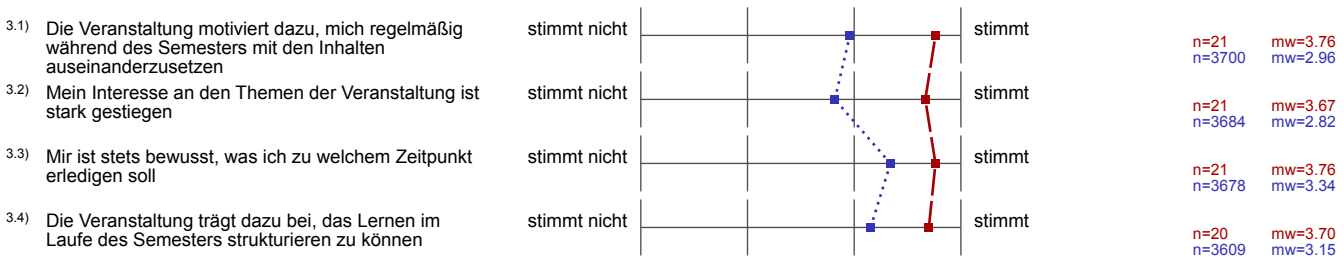 3.1) Die Veranstaltung motiviert dazu, mich regelmäßig
während des Semesters mit den Inhalten
auseinanderzusetzen
stimmt nicht
stimmt
n=21 mw=3.76
n=3700 mw=2.96
3.2) Mein Interesse an den Themen der Veranstaltung ist
stark gestiegen
stimmt nicht
stimmt
n=21 mw=3.67
n=3684 mw=2.82
3.3) Mir ist stets bewusst, was ich zu welchem Zeitpunkt
erledigen soll
stimmt nicht
stimmt
n=21 mw=3.76
n=3678 mw=3.34
3.4) Die Veranstaltung trägt dazu bei, das Lernen im
Laufe des Semesters strukturieren zu können
stimmt nicht
stimmt
n=20 mw=3.70
n=3609 mw=3.15